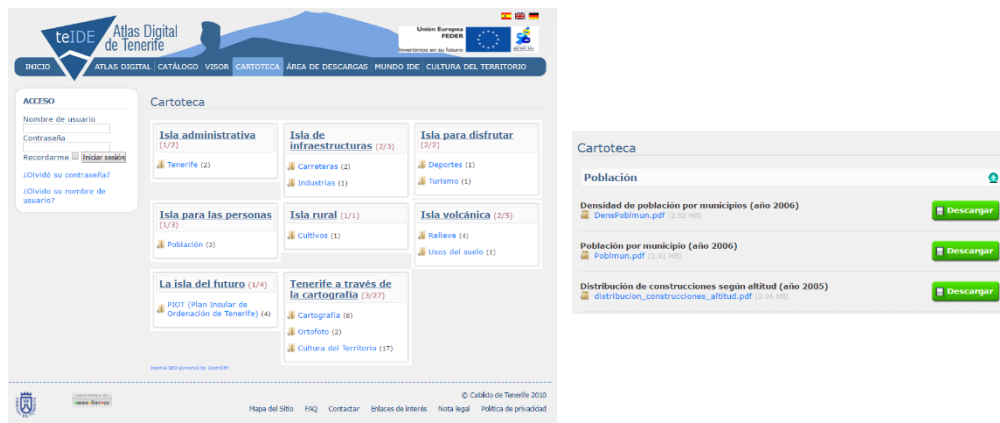 teIDE
Atlas Digital
de Tenerife
Unión Europea
FEDER
Invertimos en su futuro
INICIO
ATLAS DIGITAL
CATÁLOGO
VISOR
CARTOTECA
ÁREA DE DESCARGAS
MUNDO IDE
CULTURA DEL TERRITORIO
ACCESO
Nombre de usuario
Contraseña
Recordarme
Iniciar sesión
¿Olvidó su contraseña?
¿Olvido su nombre de
usuario?
Cartoteca
Isla administrativa
(1/2)
Tenerife (2)
Isla de
infraestructuras (2/3)
Carreteras (2)
Industrias (1)
Isla para disfrutar
(2/2)
Deportes (1)
Turismo (1)
Isla para las personas
(1/3)
Población (3)
Isla rural (1/1)
Cultivos (1)
Isla volcánica (2/5)
Relieve (4)
Usos del suelo (1)
La isla del futuro (1/4)
PIOT (Plan Insular de
Ordenación de Tenerife) (4)
Tenerife a través de
la cartografía (3/27)
Cartografía (8)
Ortofoto (2)
Cultura del Territorio (17)
Joomla SEO powered by JoomSEF
© Cabildo de Tenerife 2010
Mapa del Sitio
FAQ
Contactar
Enlaces de interés
Nota legal
Política de privacidad
Cartoteca
Población
Densidad de población por municipios (año 2006)
DensPoblmun.pdf (2.92 MB)
Descargar
Población por municipio (año 2006)
Poblmun.pdf (2.92 MB)
Descargar
Distribución de construcciones según altitud (año 2005)
distribucion_construcciones_altitud.pdf (2.98 MB)
Descargar